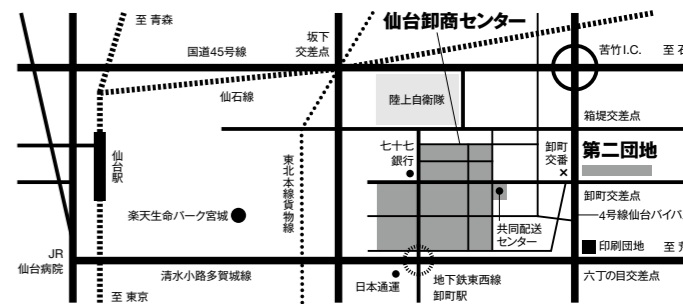 至 青森
坂下
交差点
仙台卸商センター
国道45号線
苦竹I.C.
至
仙石線
陸上自衛隊
箱堤交差点
七十七
銀行
卸町
交番
第二団地
仙台駅
東北本線貨物線
楽天生命パーク宮城
卸町交差点
4号線仙台バイパ
共同配送
センター
JR
仙台病院
印刷団地
至
清水小路多賀城線
日本通運
地下鉄東西線
卸町駅
六丁の目交差点
至 東京